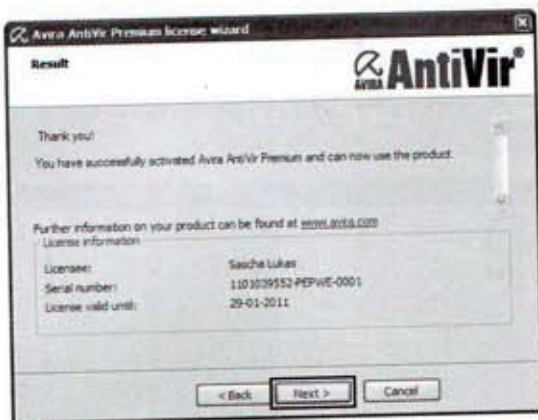 Avira AntiVir Premium license wizard
Result
AVIRA AntiVir®
Thank you!
You have successfully activated Avira AntiVir Premium and can now use the product.
Further information on your product can be found at www.avira.com
License information
Licensee: Sascha Lukas
Serial number: 1101039552-PEPWE-0001
License valid until: 29-01-2011
< Back Next > Cancel